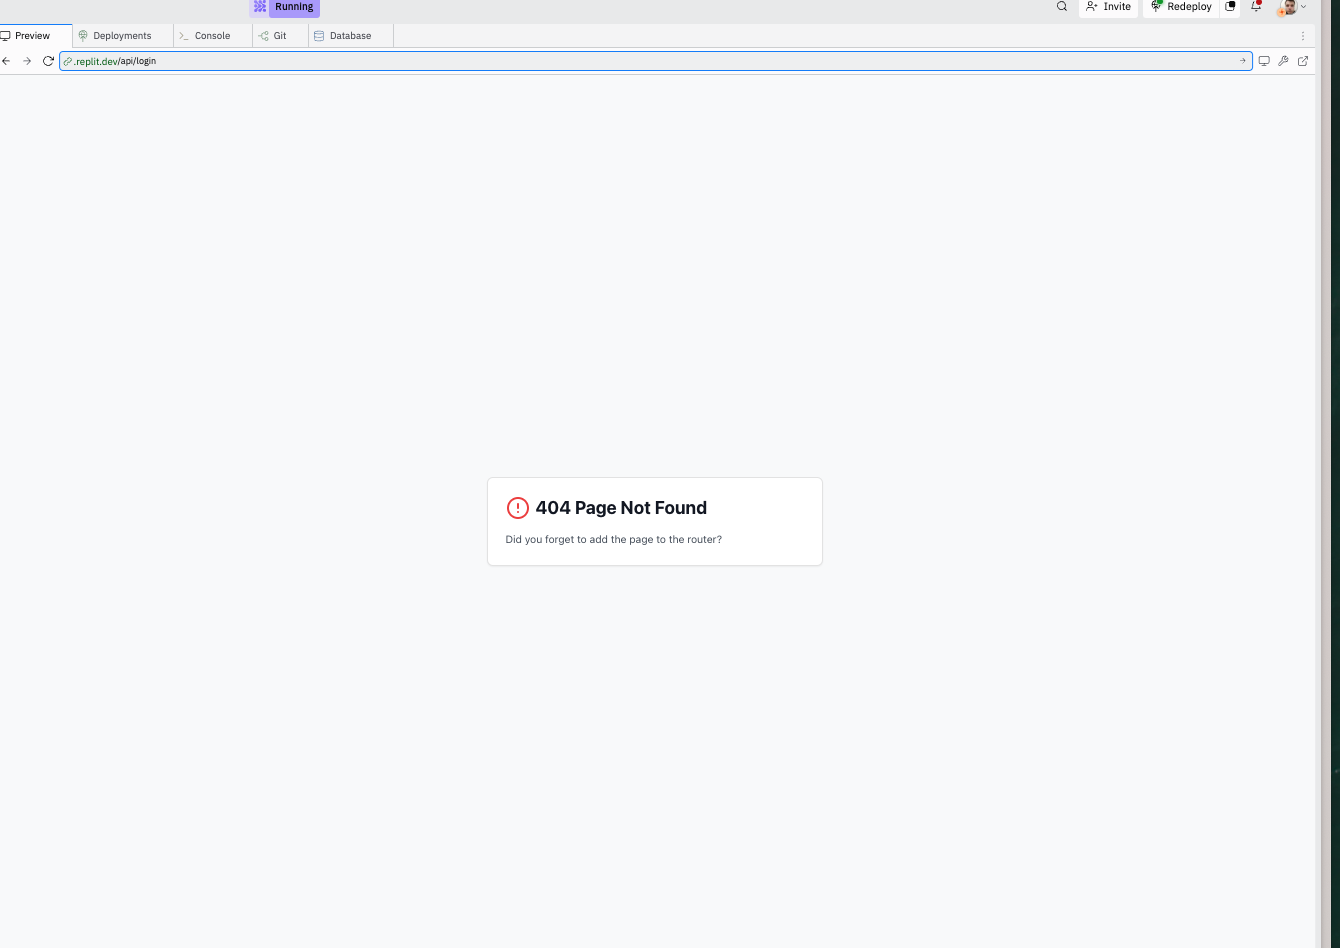 Running
Invite
Redeploy
Preview
Deployments
Console
Git
Database
.replit.dev/api/login
404 Page Not Found
Did you forget to add the page to the router?